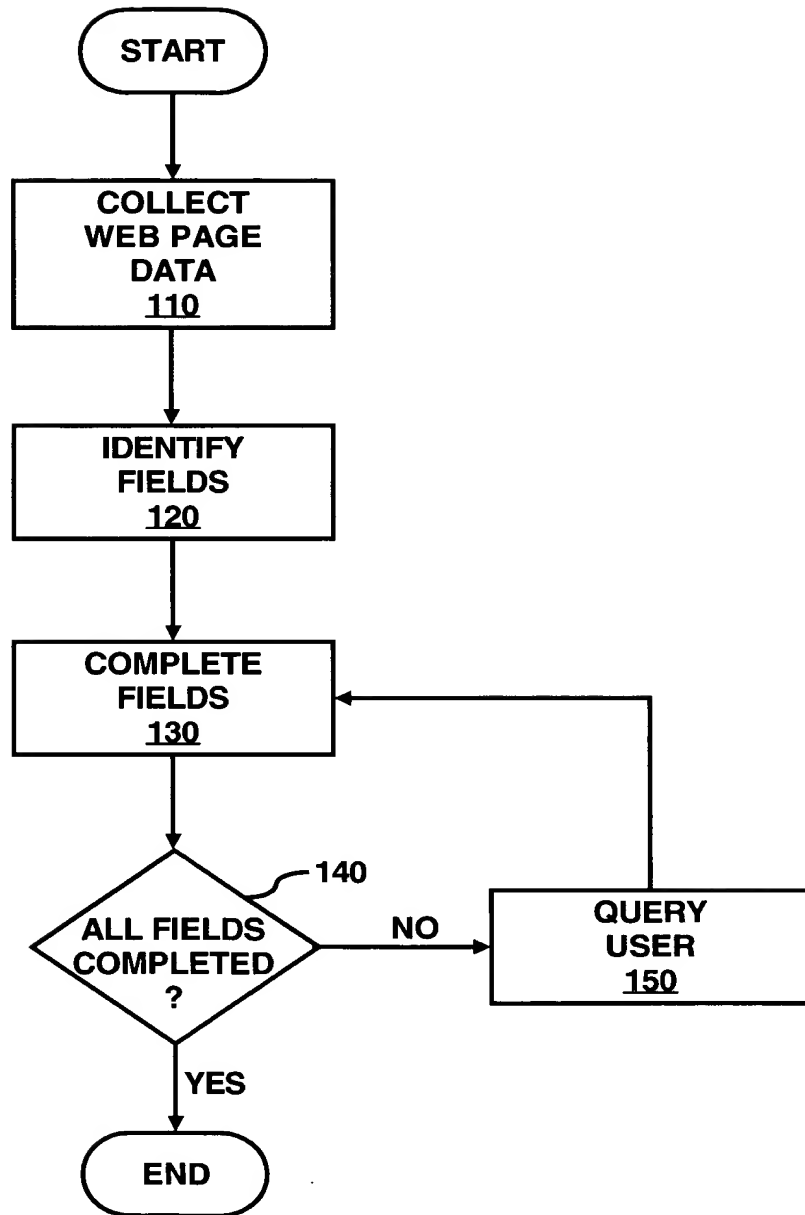 START
COLLECT
WEB PAGE
DATA
110
IDENTIFY
FIELDS
120
COMPLETE
FIELDS
130
140
ALL FIELDS
COMPLETED
?
NO
QUERY
USER
150
YES
END